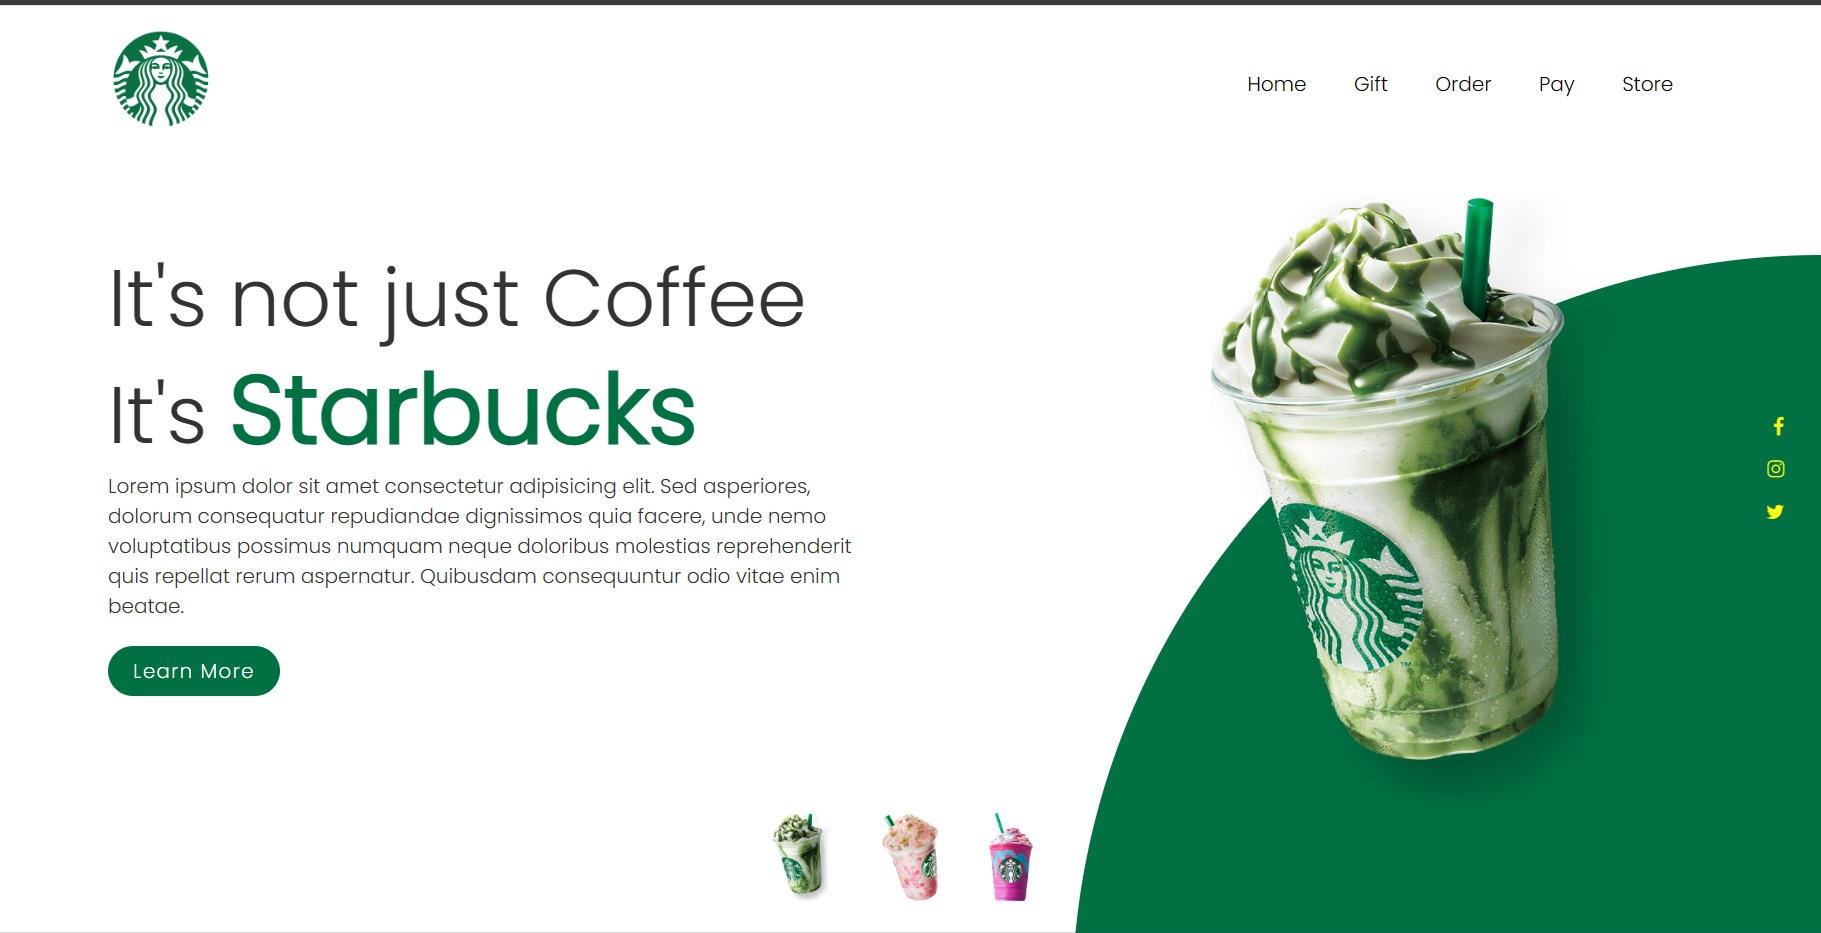 Home Gift Order Pay Store
It's not just Coffee
It's Starbucks
Lorem ipsum dolor sit amet consectetur adipisicing elit. Sed asperiores,
dolorum consequatur repudiandae dignissimos quia facere, unde nemo
voluptatibus possimus numquam neque doloribus molestias reprehenderit
quis repellat rerum aspernatur. Quibusdam consequuntur odio vitae enim
beatae.
Learn More
TM